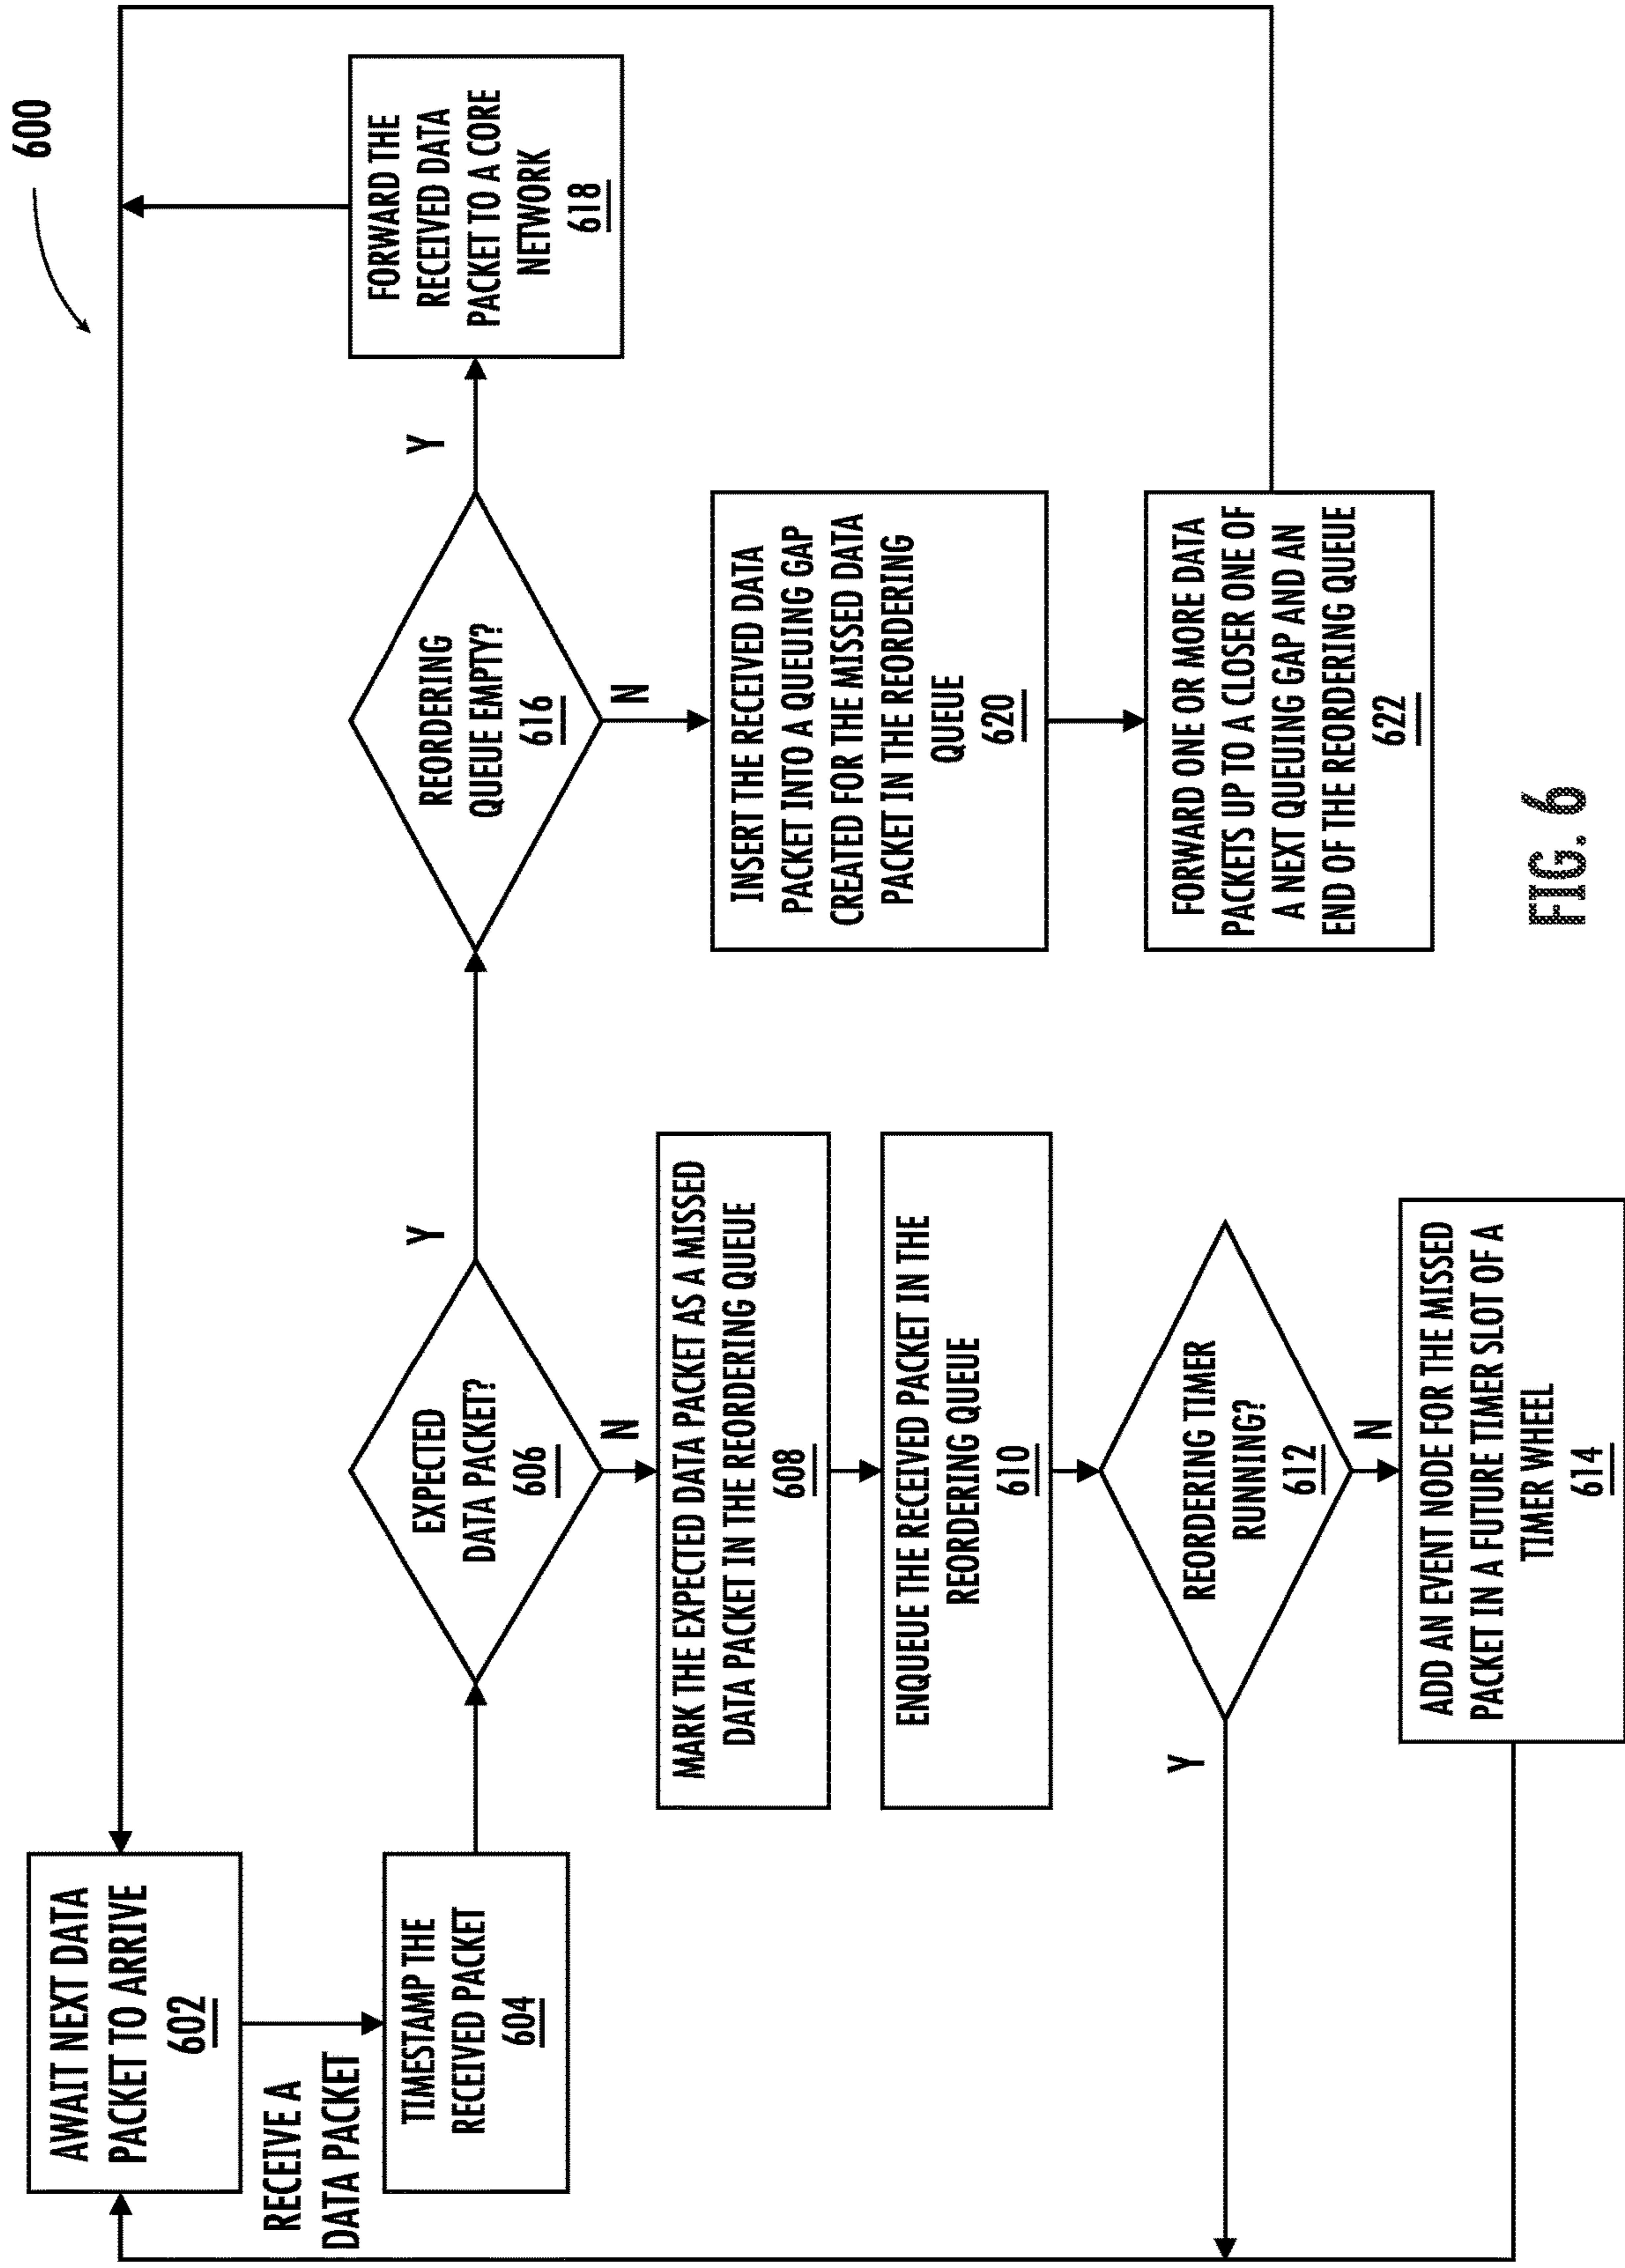 600
AWAIT NEXT DATA
PACKET TO ARRIVE
602
RECEIVE A
DATA PACKET
TIMESTAMP THE
RECEIVED PACKET
604
EXPECTED
DATA PACKET?
606
Y
N
MARK THE EXPECTED DATA PACKET AS A MISSED
DATA PACKET IN THE REORDERING QUEUE
608
ENQUEUE THE RECEIVED PACKET IN THE
REORDERING QUEUE
610
REORDERING TIMER
RUNNING?
612
Y
N
ADD AN EVENT NODE FOR THE MISSED
PACKET IN A FUTURE TIMER SLOT OF A
TIMER WHEEL
614
REORDERING
QUEUE EMPTY?
616
Y
N
FORWARD THE
RECEIVED DATA
PACKET TO A CORE
NETWORK
618
INSERT THE RECEIVED DATA
PACKET INTO A QUEUING GAP
CREATED FOR THE MISSED DATA
PACKET IN THE REORDERING
QUEUE
620
FORWARD ONE OR MORE DATA
PACKETS UP TO A CLOSER ONE OF
A NEXT QUEUING GAP AND AN
END OF THE REORDERING QUEUE
622
FIG. 6